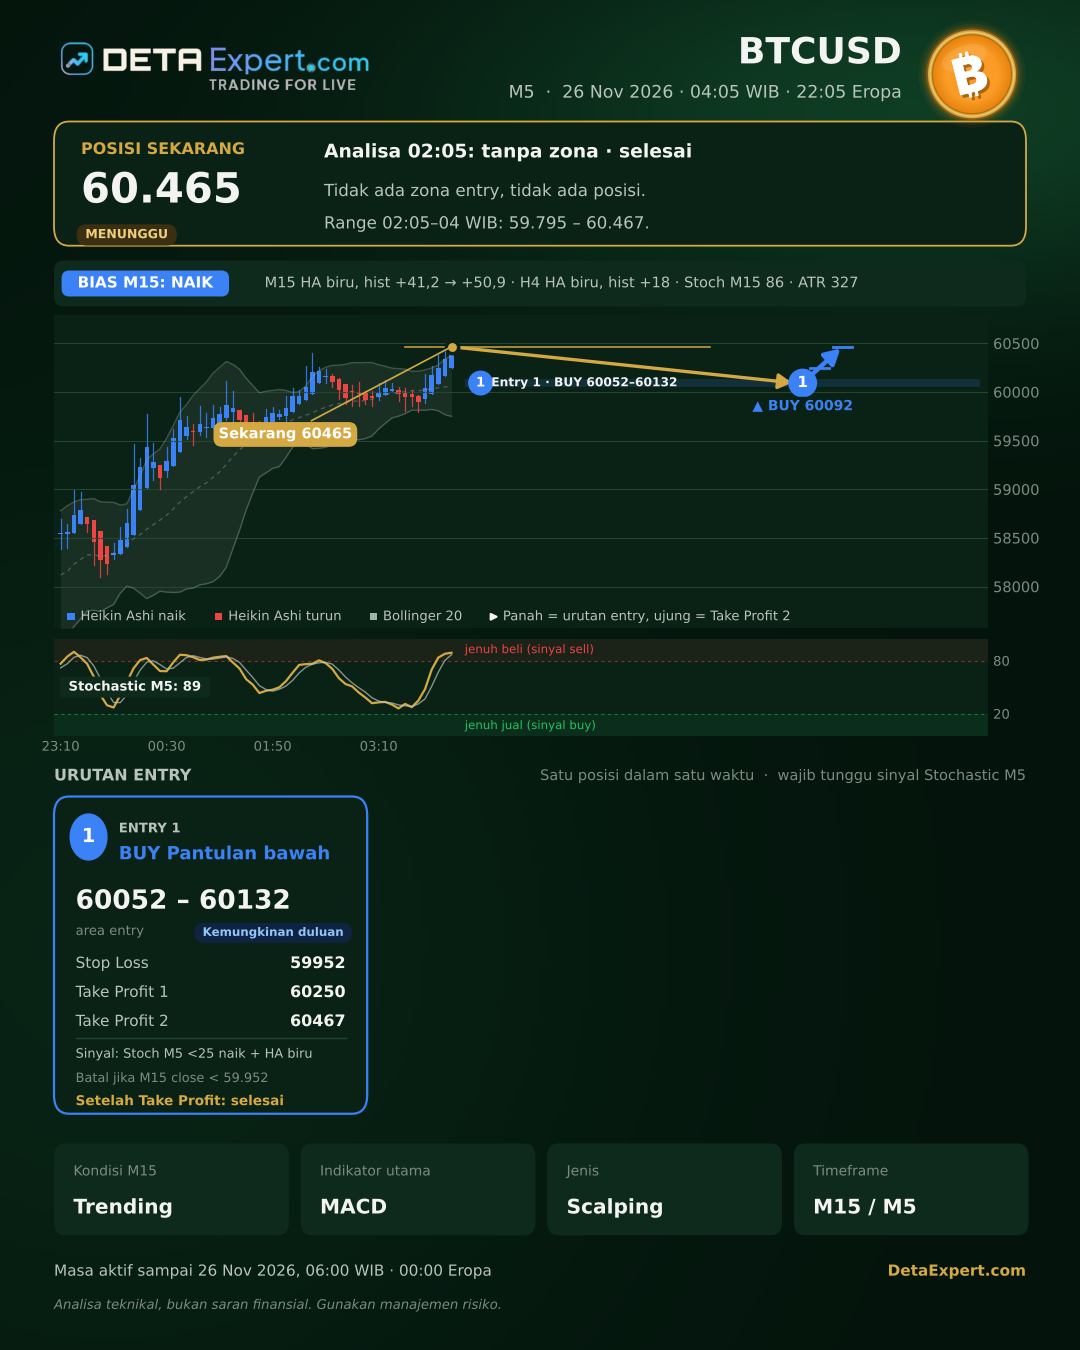 DETA Expert.com
TRADING FOR LIVE
BTCUSD
M5 · 26 Nov 2026 · 04:05 WIB · 22:05 Eropa
B
POSISI SEKARANG
60.465
MENUNGGU
Analisa 02:05: tanpa zona · selesai
Tidak ada zona entry, tidak ada posisi.
Range 02:05–04 WIB: 59.795 – 60.467.
BIAS M15: NAIK
M15 HA biru, hist +41,2 → +50,9 · H4 HA biru, hist +18 · Stoch M15 86 · ATR 327
60500
60000
59500
59000
58500
58000
1 Entry 1 · BUY 60052–60132
1
▲ BUY 60092
Sekarang 60465
Heikin Ashi naik
Heikin Ashi turun
Bollinger 20
Panah = urutan entry, ujung = Take Profit 2
jenuh beli (sinyal sell)
80
Stochastic M5: 89
20
jenuh jual (sinyal buy)
23:10 00:30 01:50 03:10
URUTAN ENTRY
Satu posisi dalam satu waktu · wajib tunggu sinyal Stochastic M5
1
ENTRY 1
BUY Pantulan bawah
60052 – 60132
area entry
Kemungkinan duluan
Stop Loss 59952
Take Profit 1 60250
Take Profit 2 60467
Sinyal: Stoch M5 <25 naik + HA biru
Batal jika M15 close < 59.952
Setelah Take Profit: selesai
Kondisi M15
Trending
Indikator utama
MACD
Jenis
Scalping
Timeframe
M15 / M5
Masa aktif sampai 26 Nov 2026, 06:00 WIB · 00:00 Eropa
DetaExpert.com
Analisa teknikal, bukan saran finansial. Gunakan manajemen risiko.